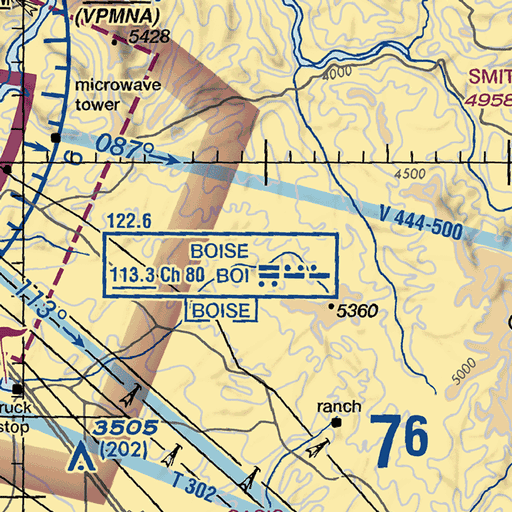 (VPMNA)
5428
microwave
tower
4000
SMIT
4958
087°
4500
122.6
V 444-500
BOISE
113.3 Ch 80 BOI
BOISE
5360
113°
5000
ranch
ruck
stop
3505
(202)
76
T 302